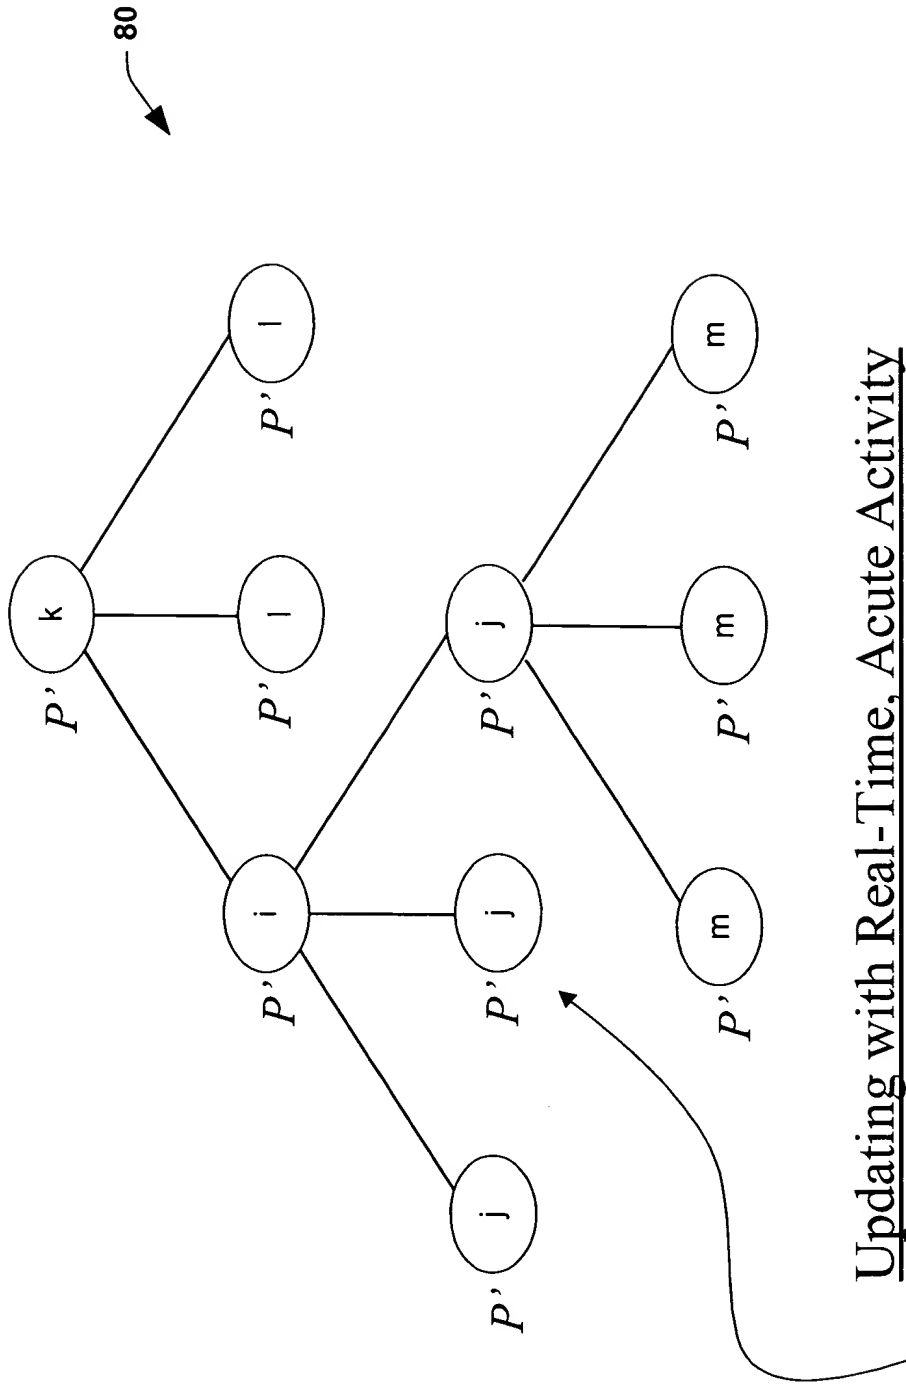 P' k
80
P' i P' l P' l
P' j P' j P' j
P' m P' m P' m
Updating with Real-Time, Acute Activity